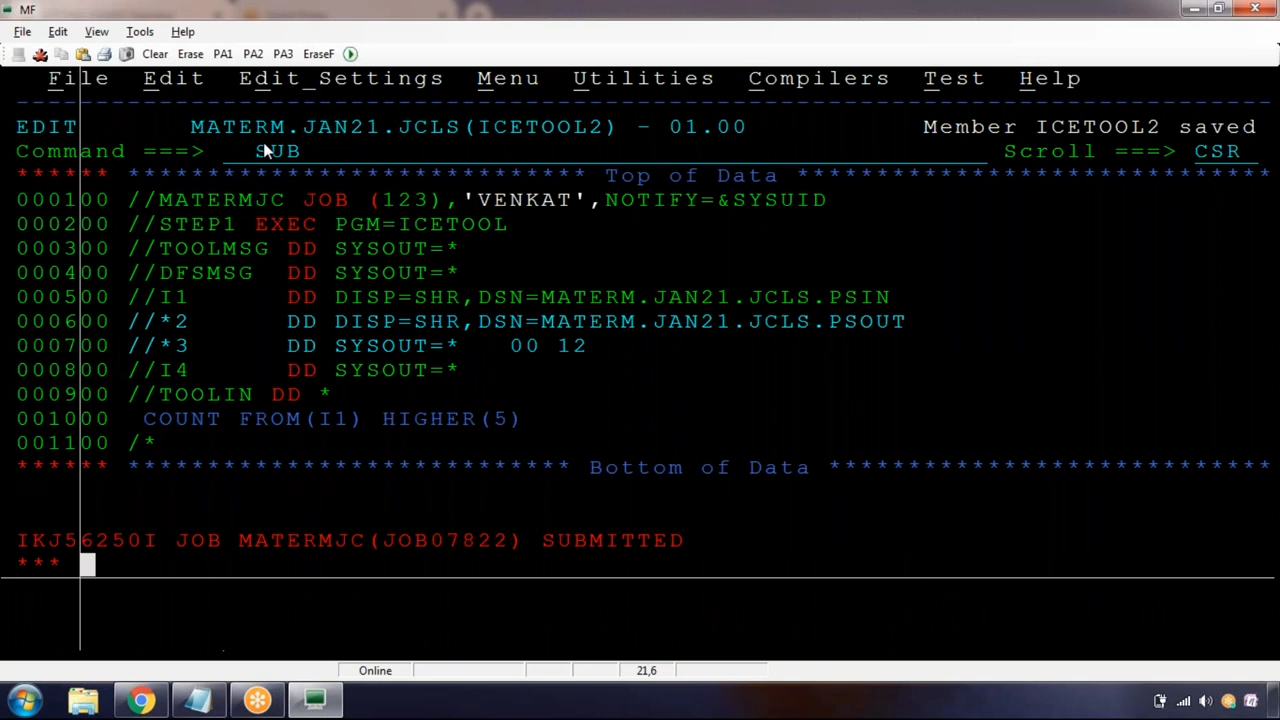 MF
File Edit View Tools Help
Clear Erase PA1 PA2 PA3 EraseF
File Edit Edit_Settings Menu Utilities Compilers Test Help
EDIT MATERM.JAN21.JCLS(ICETOOL2) - 01.00 Member ICETOOL2 saved
Command ===> SUB Scroll ===> CSR
****** ***************************** Top of Data ******************************
000100 //MATERMJC JOB (123),'VENKAT',NOTIFY=&SYSUID
000200 //STEP1 EXEC PGM=ICETOOL
000300 //TOOLMSG DD SYSOUT=*
000400 //DFSMSG DD SYSOUT=*
000500 //I1 DD DISP=SHR,DSN=MATERM.JAN21.JCLS.PSIN
000600 //*2 DD DISP=SHR,DSN=MATERM.JAN21.JCLS.PSOUT
000700 //*3 DD SYSOUT=* 00 12
000800 //I4 DD SYSOUT=*
000900 //TOOLIN DD *
001000 COUNT FROM(I1) HIGHER(5)
001100 /*
****** **************************** Bottom of Data ****************************
IKJ56250I JOB MATERMJC(JOB07822) SUBMITTED
***
Online 21,6